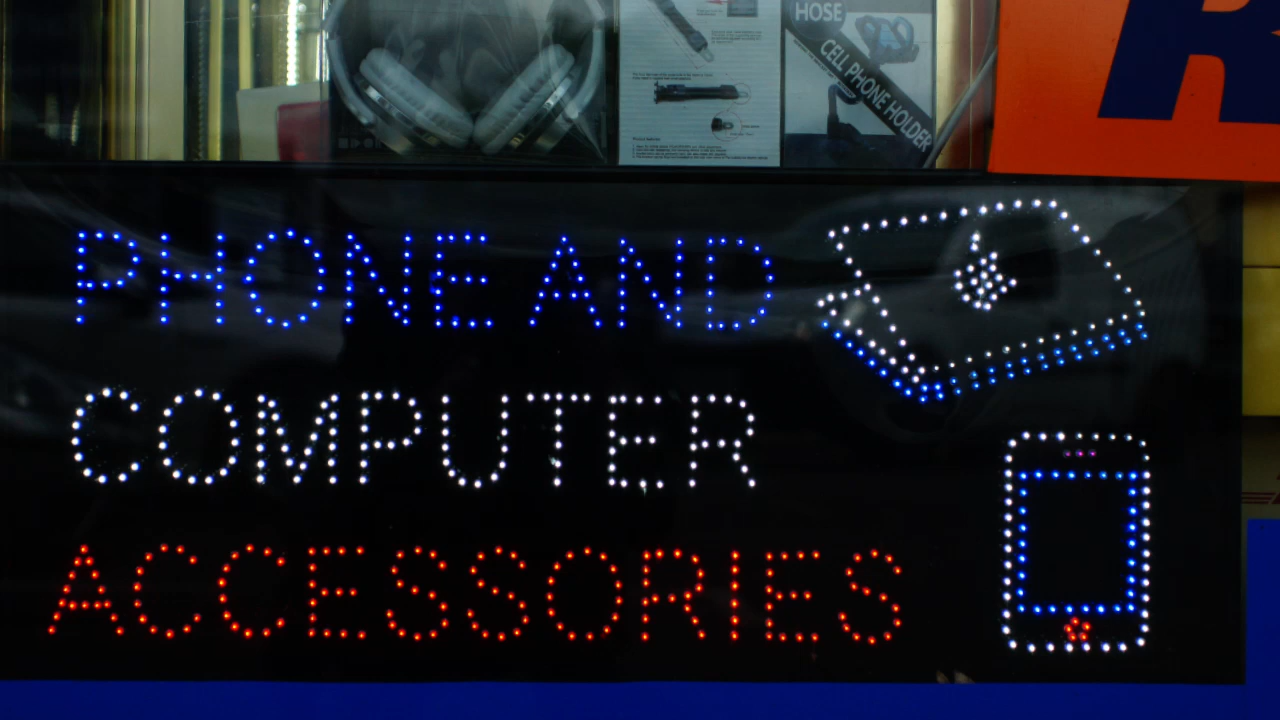 HOSE
CELL PHONE HOLDER
R
PHONE AND
COMPUTER
ACCESSORIES